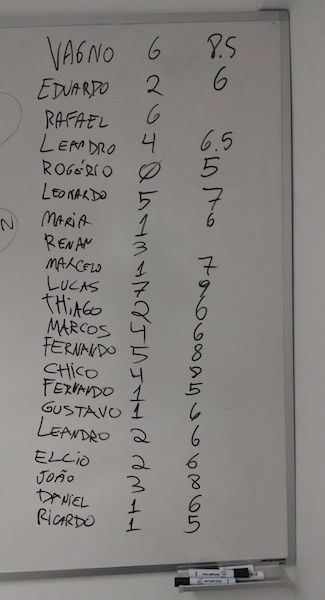 VAGNO 6 8.5
EDUARDO 2 6
RAFAEL 6
LEANDRO 4 6.5
ROGÉRIO 0 5
LEONARDO 5 7
MARIA 1 6
RENAN 3
MARCELO 1 7
LUCAS 7 9
THIAGO 2 6
MARCOS 4 6
FERNANDO 5 8
CHICO 4 8
FERNANDO 1 5
GUSTAVO 1 6
LEANDRO 2 6
ELCIO 2 6
JOÃO 3 8
DANIEL 1 6
RICARDO 1 5